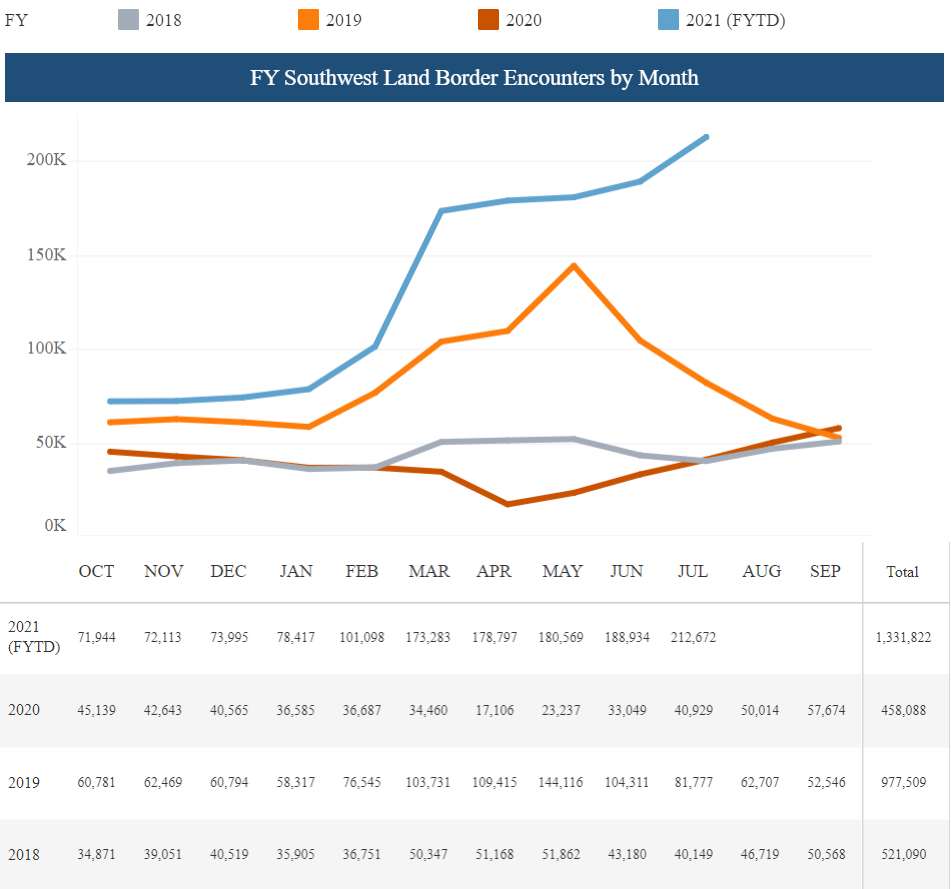 FY 2018 2019 2020 2021 (FYTD)
FY Southwest Land Border Encounters by Month
200K
150K
100K
50K
0K
OCT NOV DEC JAN FEB MAR APR MAY JUN JUL AUG SEP Total
2021 (FYTD) 71,944 72,113 73,995 78,417 101,098 173,283 178,797 180,569 188,934 212,672 1,331,822
2020 45,139 42,643 40,565 36,585 36,687 34,460 17,106 23,237 33,049 40,929 50,014 57,674 458,088
2019 60,781 62,469 60,794 58,317 76,545 103,731 109,415 144,116 104,311 81,777 62,707 52,546 977,509
2018 34,871 39,051 40,519 35,905 36,751 50,347 51,168 51,862 43,180 40,149 46,719 50,568 521,090